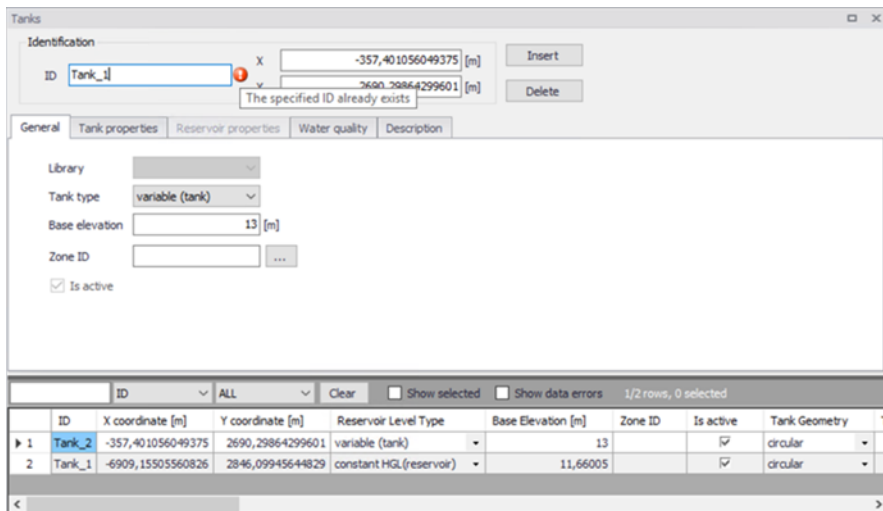 Tanks
Identification
ID Tank_1 X -357,401056049375 [m] Insert
Y 2690,29864299601 [m] Delete
The specified ID already exists
General Tank properties Reservoir properties Water quality Description
Library
Tank type variable (tank)
Base elevation 13 [m]
Zone ID ...
Is active
ID ALL Clear Show selected Show data errors 1/2 rows, 0 selected
ID X coordinate [m] Y coordinate [m] Reservoir Level Type Base Elevation [m] Zone ID Is active Tank Geometry
1 Tank_2 -357,401056049375 2690,29864299601 variable (tank) 13 circular
2 Tank_1 -6909,15505560826 2846,09945644829 constant HGL(reservoir) 11,66005 circular